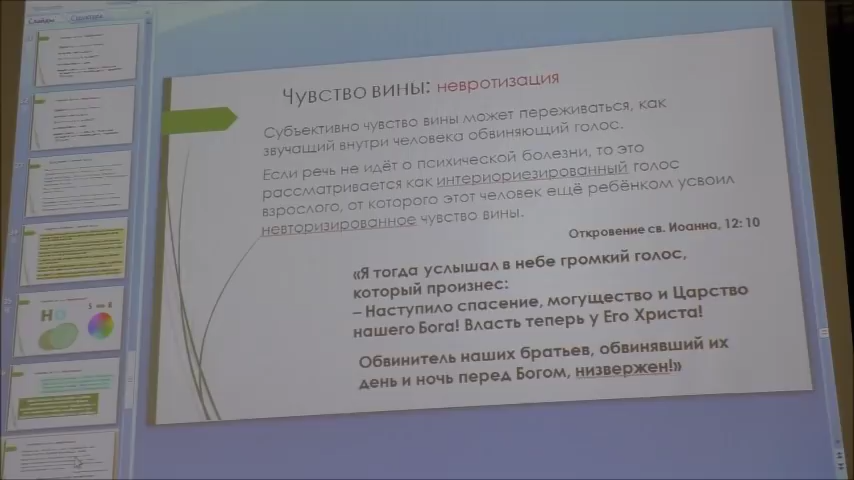 Слайды Структура
Чувство вины: невротизация
Субъективно чувство вины может переживаться, как
звучащий внутри человека обвиняющий голос.
Если речь не идёт о психической болезни, то это
рассматривается как интериориезированный голос
взрослого, от которого этот человек ещё ребёнком усвоил
невторизированное чувство вины.
Откровение св. Иоанна, 12: 10
«Я тогда услышал в небе громкий голос,
который произнес:
– Наступило спасение, могущество и Царство
нашего Бога! Власть теперь у Его Христа!
Обвинитель наших братьев, обвинявший их
день и ночь перед Богом, низвержен!»